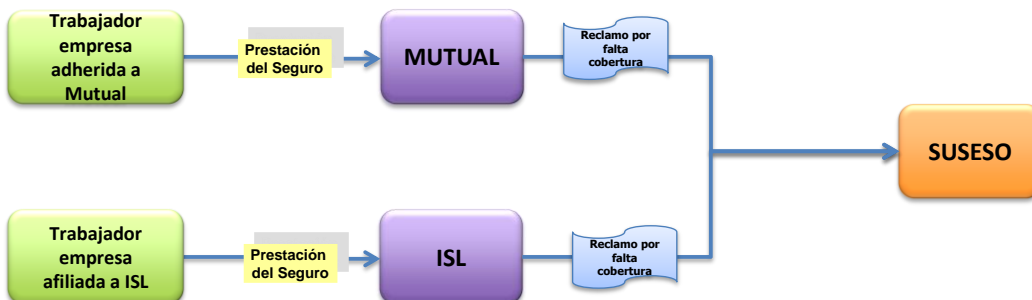 Trabajador
empresa
adherida a
Mutual
Prestación
del Seguro
MUTUAL
Reclamo por
falta
cobertura
SUSESO
Trabajador
empresa
afiliada a ISL
Prestación
del Seguro
ISL
Reclamo por
falta
cobertura